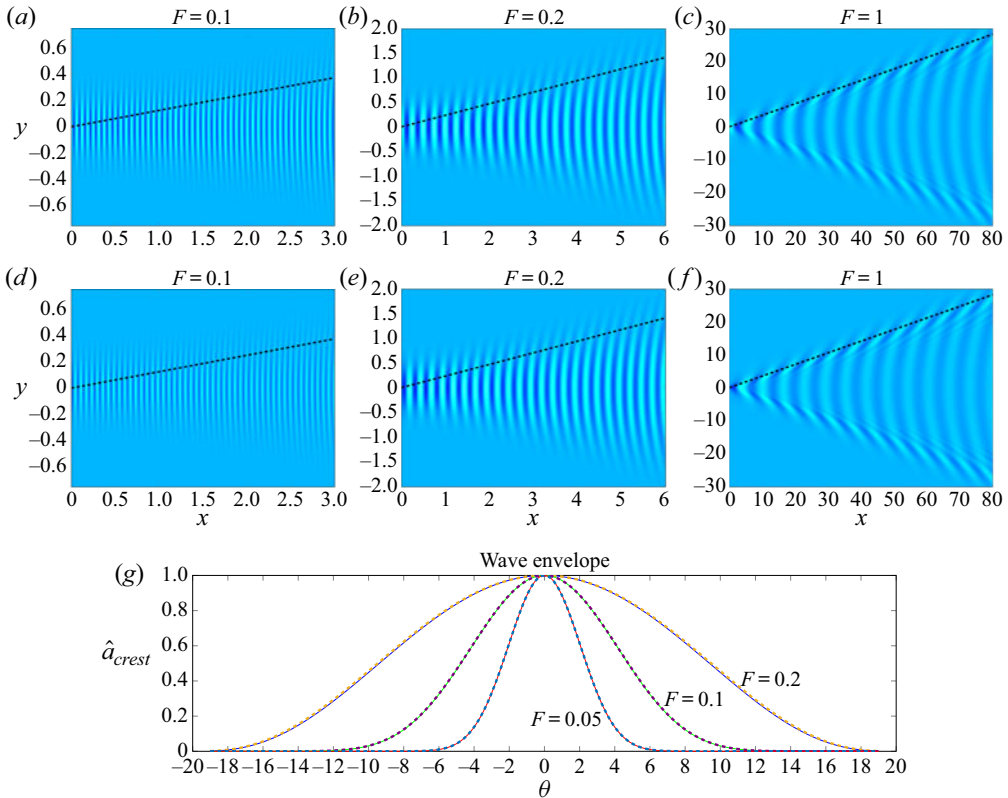 (a) F = 0.1 (b) F = 0.2 (c) F = 1
0.6 0.4 0.2 0 –0.2 –0.4 –0.6
y
2.0 1.5 1.0 0.5 0 –0.5 –1.0 –1.5 –2.0
30 20 10 0 –10 –20 –30
0 0.5 1.0 1.5 2.0 2.5 3.0
0 1 2 3 4 5 6
0 10 20 30 40 50 60 70 80
(d) F = 0.1 (e) F = 0.2 (f) F = 1
0.6 0.4 0.2 0 –0.2 –0.4 –0.6
y
2.0 1.5 1.0 0.5 0 –0.5 –1.0 –1.5 –2.0
30 20 10 0 –10 –20 –30
0 0.5 1.0 1.5 2.0 2.5 3.0
0 1 2 3 4 5 6
0 10 20 30 40 50 60 70 80
x x x
(g) Wave envelope
1.0 0.8 0.6 0.4 0.2 0
â_crest
F = 0.2
F = 0.1
F = 0.05
–20 –18 –16 –14 –12 –10 –8 –6 –4 –2 0 2 4 6 8 10 12 14 16 18 20
θ